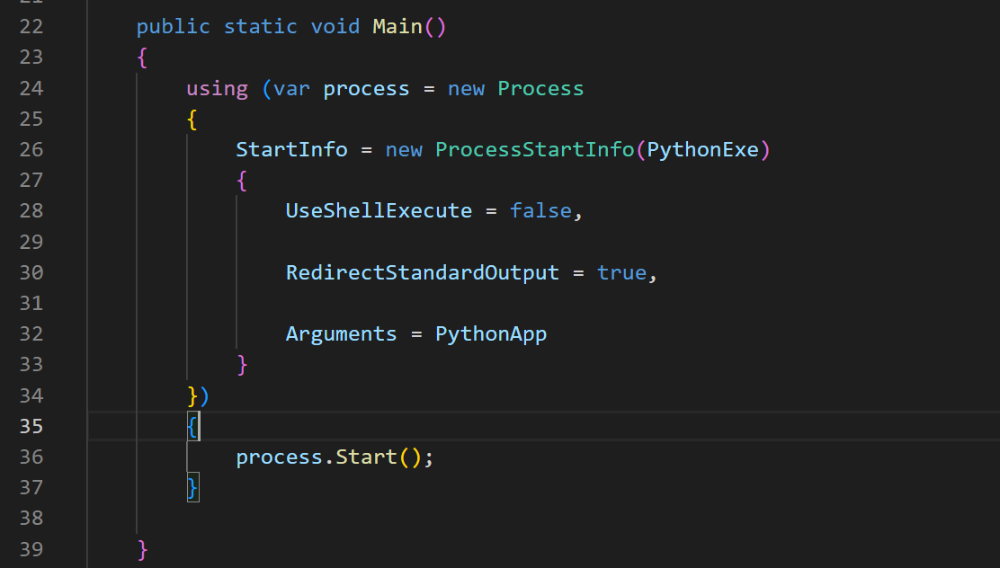 22 public static void Main()
23 {
24 using (var process = new Process
25 {
26 StartInfo = new ProcessStartInfo(PythonExe)
27 {
28 UseShellExecute = false,
29
30 RedirectStandardOutput = true,
31
32 Arguments = PythonApp
33 }
34 })
35 {
36 process.Start();
37 }
38
39 }